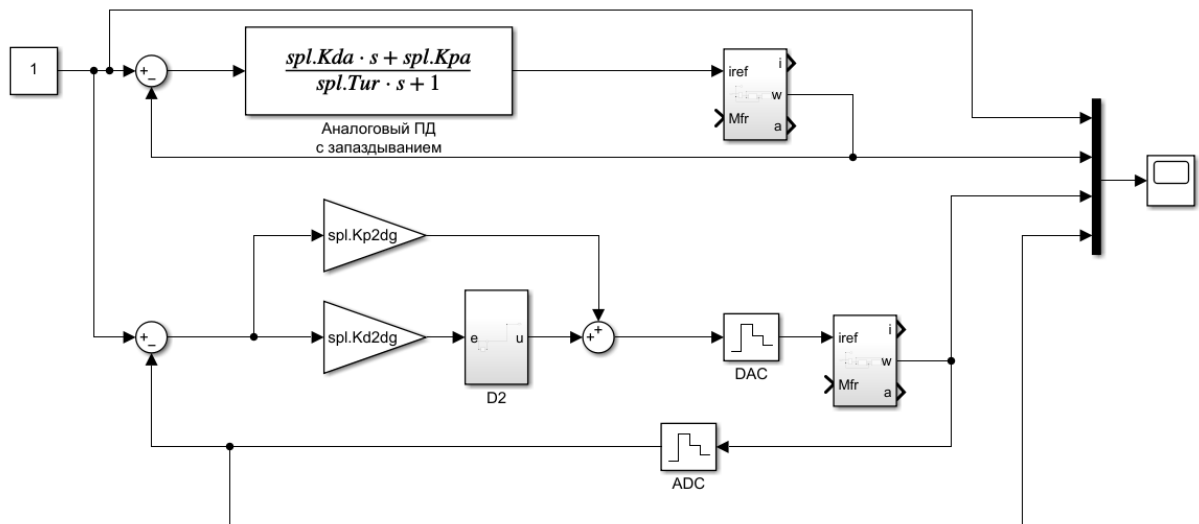 1
+
−
spl.Kda · s + spl.Kpa
spl.Tur · s + 1
Аналоговый ПД
с запаздыванием
iref
Mfr
i
w
a
spl.Kp2dg
+
−
spl.Kd2dg
e
u
D2
+
+
DAC
iref
Mfr
i
w
a
ADC